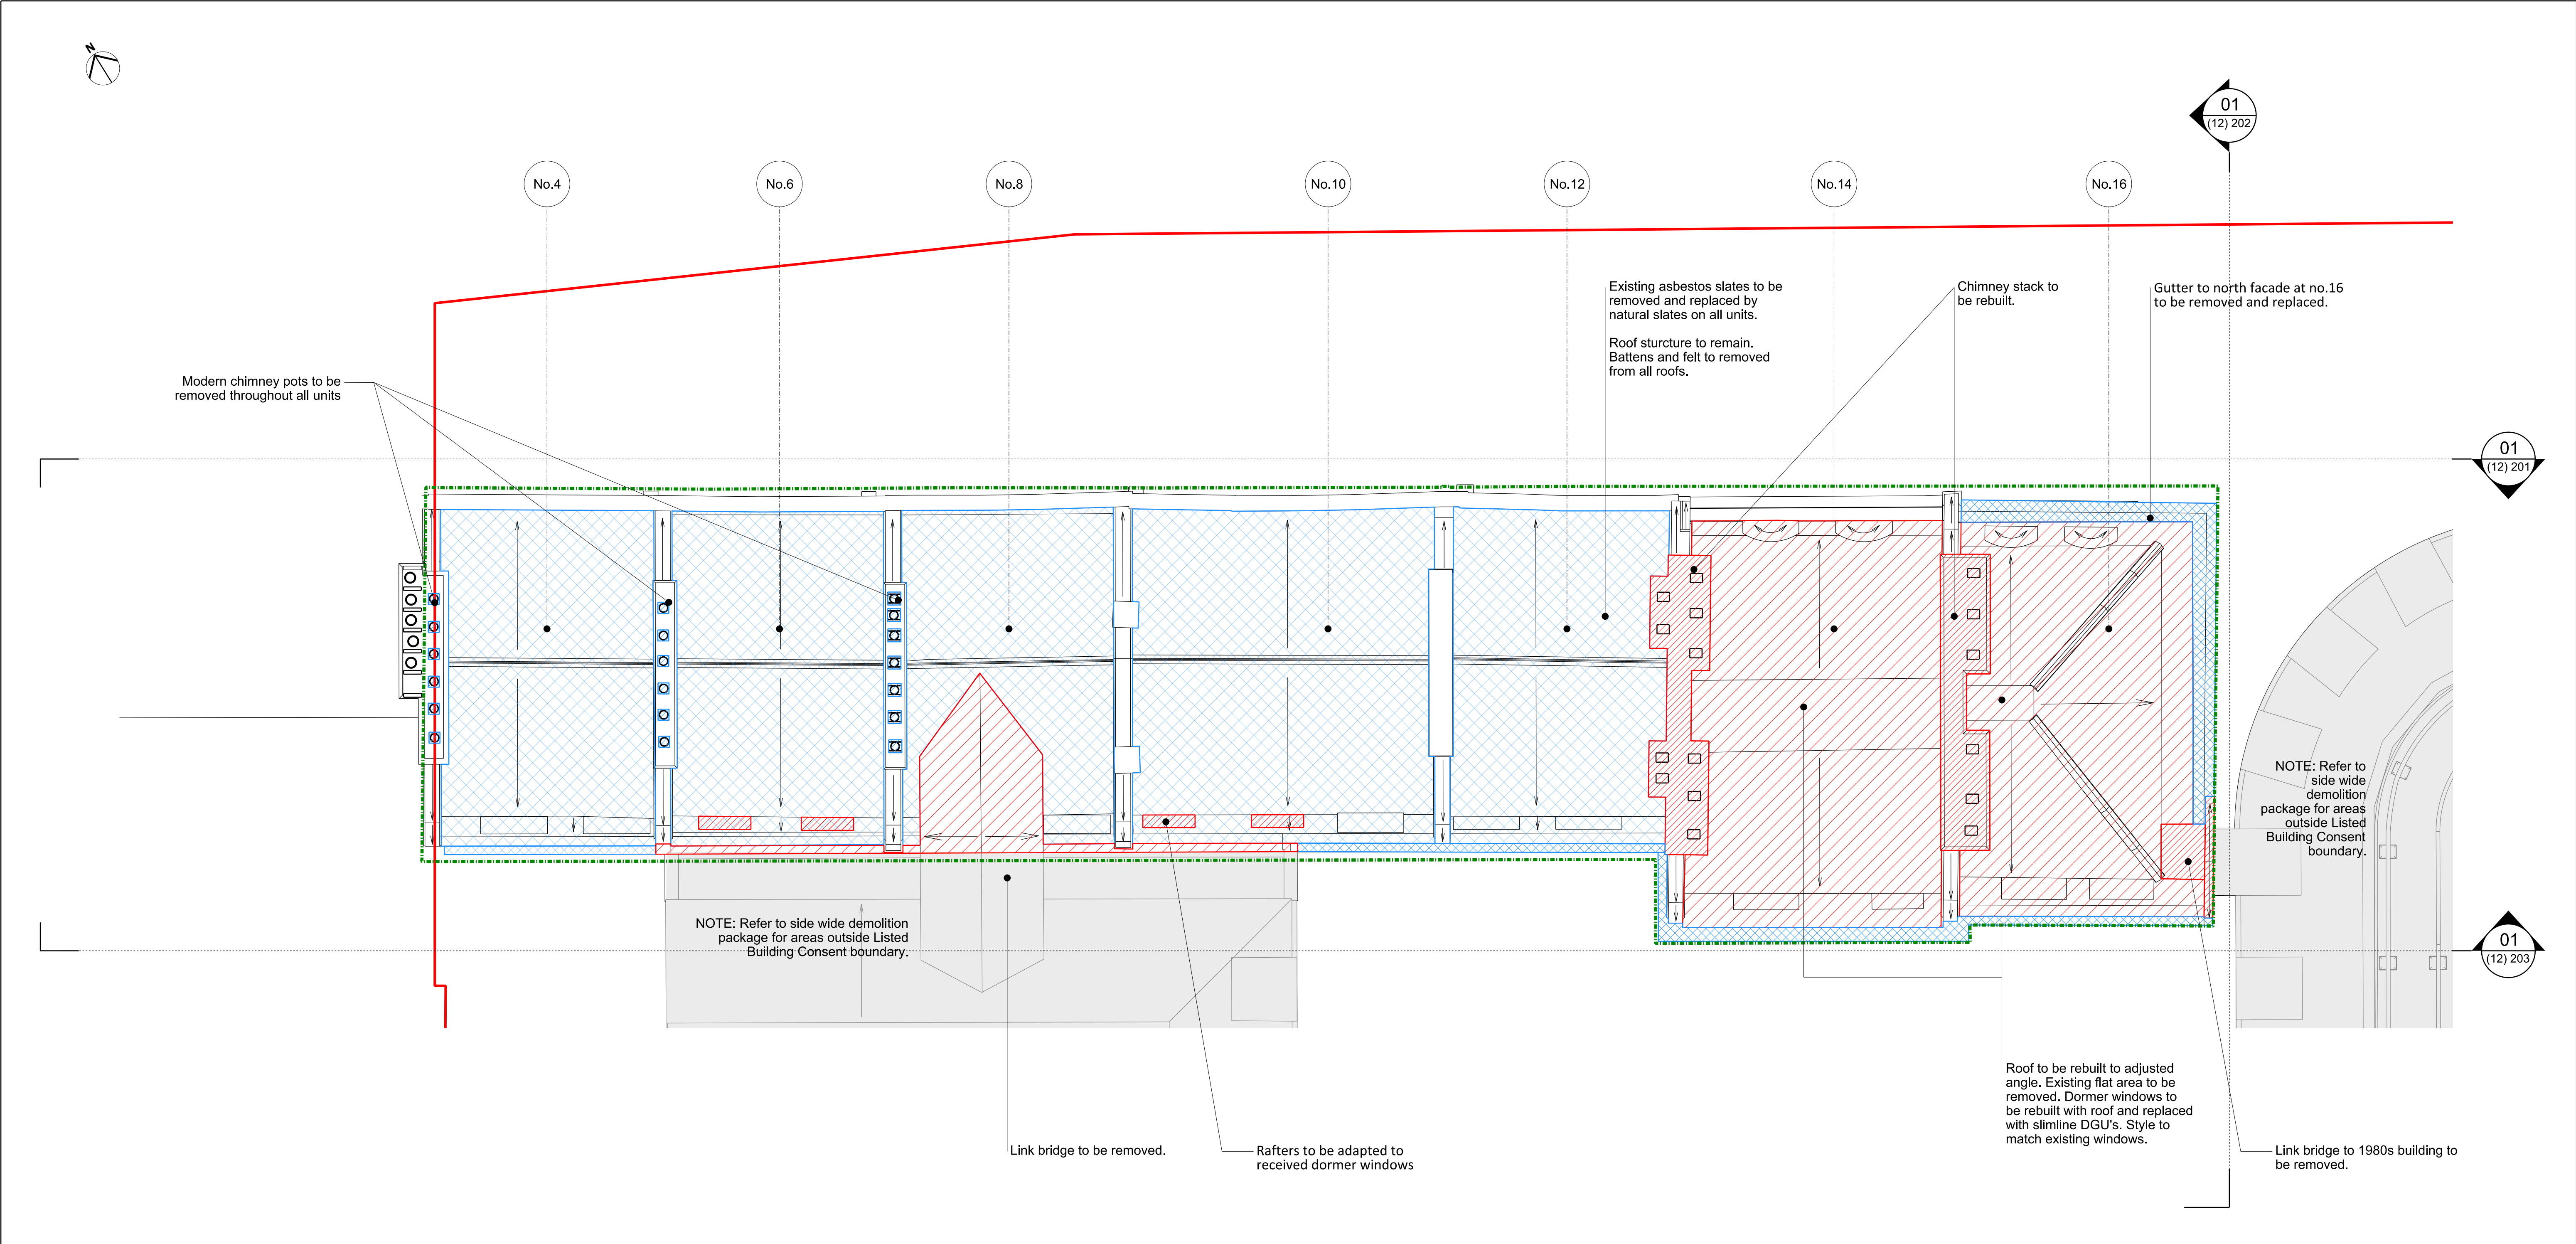 N
01
(12) 202
No.4
No.6
No.8
No.10
No.12
No.14
No.16
Existing asbestos slates to be
removed and replaced by
natural slates on all units.
Roof sturcture to remain.
Battens and felt to removed
from all roofs.
Chimney stack to
be rebuilt.
Gutter to north facade at no.16
to be removed and replaced.
Modern chimney pots to be
removed throughout all units
01
(12) 201
NOTE: Refer to
side wide
demolition
package for areas
outside Listed
Building Consent
boundary.
NOTE: Refer to side wide demolition
package for areas outside Listed
Building Consent boundary.
01
(12) 203
Roof to be rebuilt to adjusted
angle. Existing flat area to be
removed. Dormer windows to
be rebuilt with roof and replaced
with slimline DGU's. Style to
match existing windows.
Link bridge to be removed.
Rafters to be adapted to
received dormer windows
Link bridge to 1980s building to
be removed.